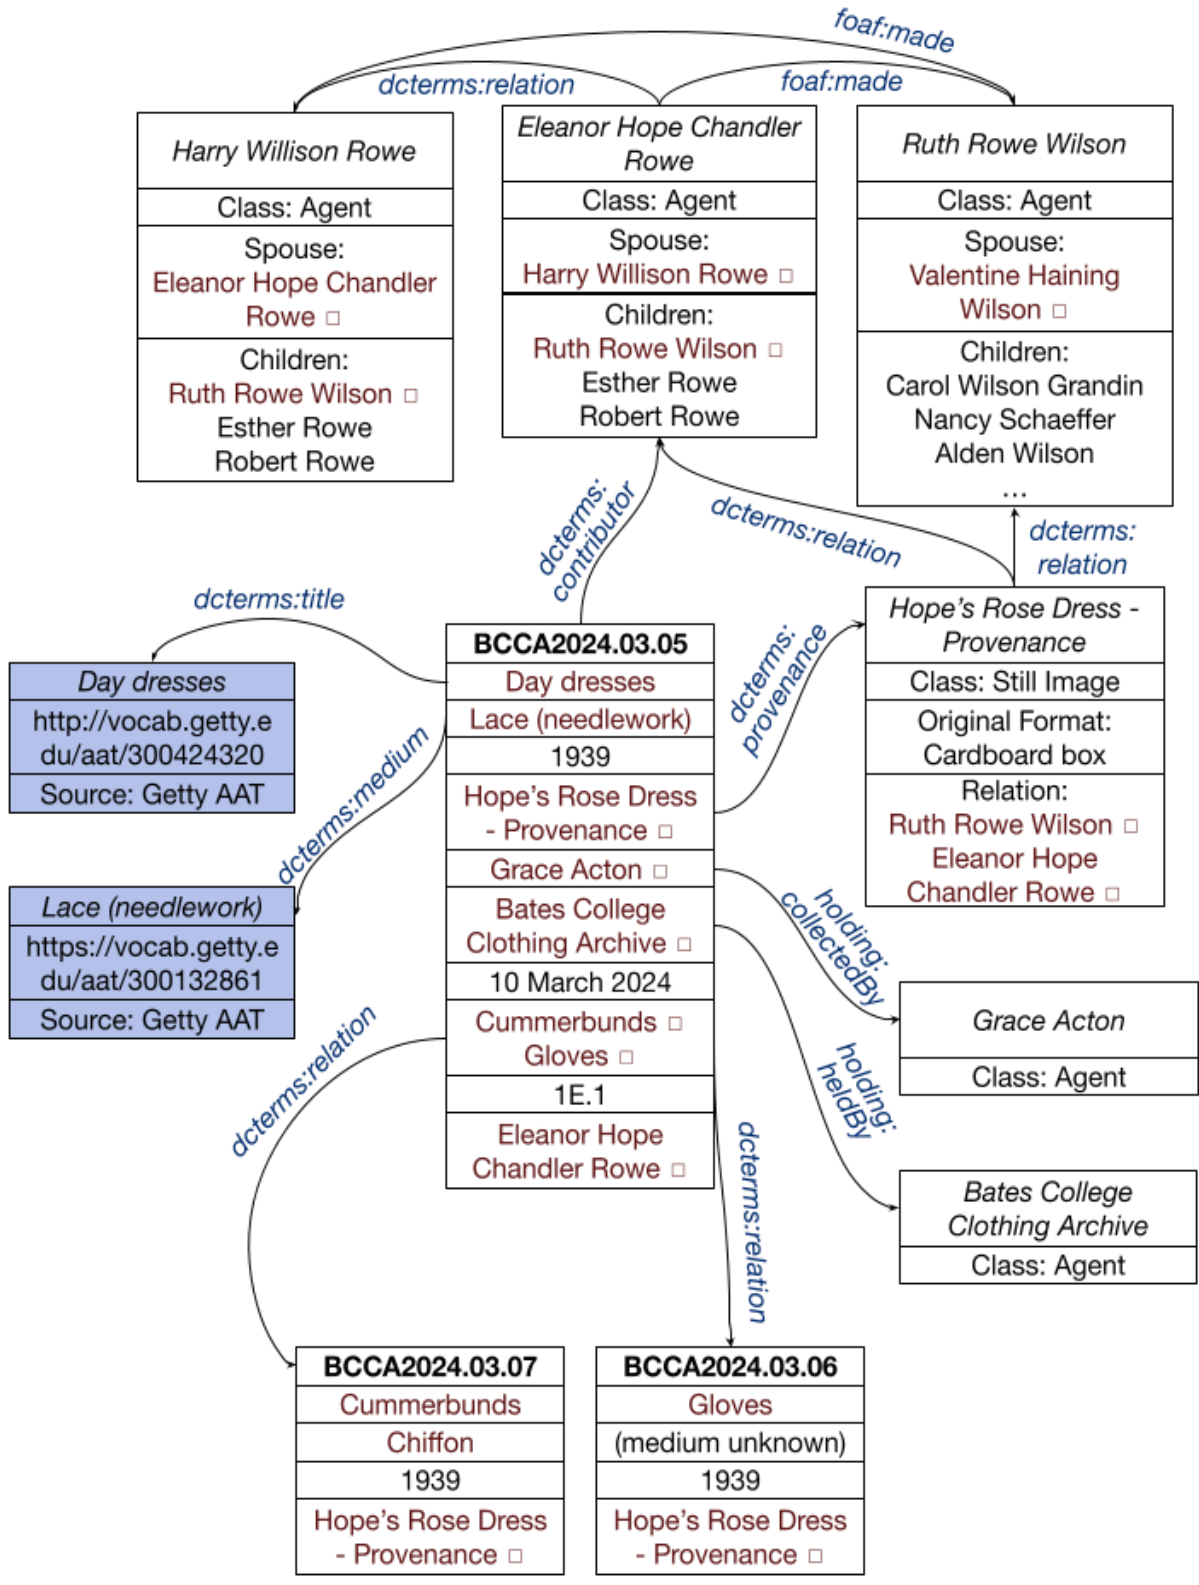 foaf:made
dcterms:relation
foaf:made
Harry Willison Rowe
Class: Agent
Spouse:
Eleanor Hope Chandler
Rowe □
Children:
Ruth Rowe Wilson □
Esther Rowe
Robert Rowe
Eleanor Hope Chandler
Rowe
Class: Agent
Spouse:
Harry Willison Rowe □
Children:
Ruth Rowe Wilson □
Esther Rowe
Robert Rowe
Ruth Rowe Wilson
Class: Agent
Spouse:
Valentine Haining
Wilson □
Children:
Carol Wilson Grandin
Nancy Schaeffer
Alden Wilson
...
dcterms:
contributor
dcterms:relation
dcterms:
relation
dcterms:title
dcterms:
provenance
Hope's Rose Dress -
Provenance
Class: Still Image
Original Format:
Cardboard box
Relation:
Ruth Rowe Wilson □
Eleanor Hope
Chandler Rowe □
Day dresses
http://vocab.getty.e
du/aat/300424320
Source: Getty AAT
dcterms:medium
Lace (needlework)
https://vocab.getty.e
du/aat/300132861
Source: Getty AAT
BCCA2024.03.05
Day dresses
Lace (needlework)
1939
Hope's Rose Dress
- Provenance □
Grace Acton □
Bates College
Clothing Archive □
10 March 2024
Cummerbunds □
Gloves □
1E.1
Eleanor Hope
Chandler Rowe □
holding:
collectedBy
Grace Acton
Class: Agent
holding:
heldBy
Bates College
Clothing Archive
Class: Agent
dcterms:relation
dcterms:relation
BCCA2024.03.07
Cummerbunds
Chiffon
1939
Hope's Rose Dress
- Provenance □
BCCA2024.03.06
Gloves
(medium unknown)
1939
Hope's Rose Dress
- Provenance □